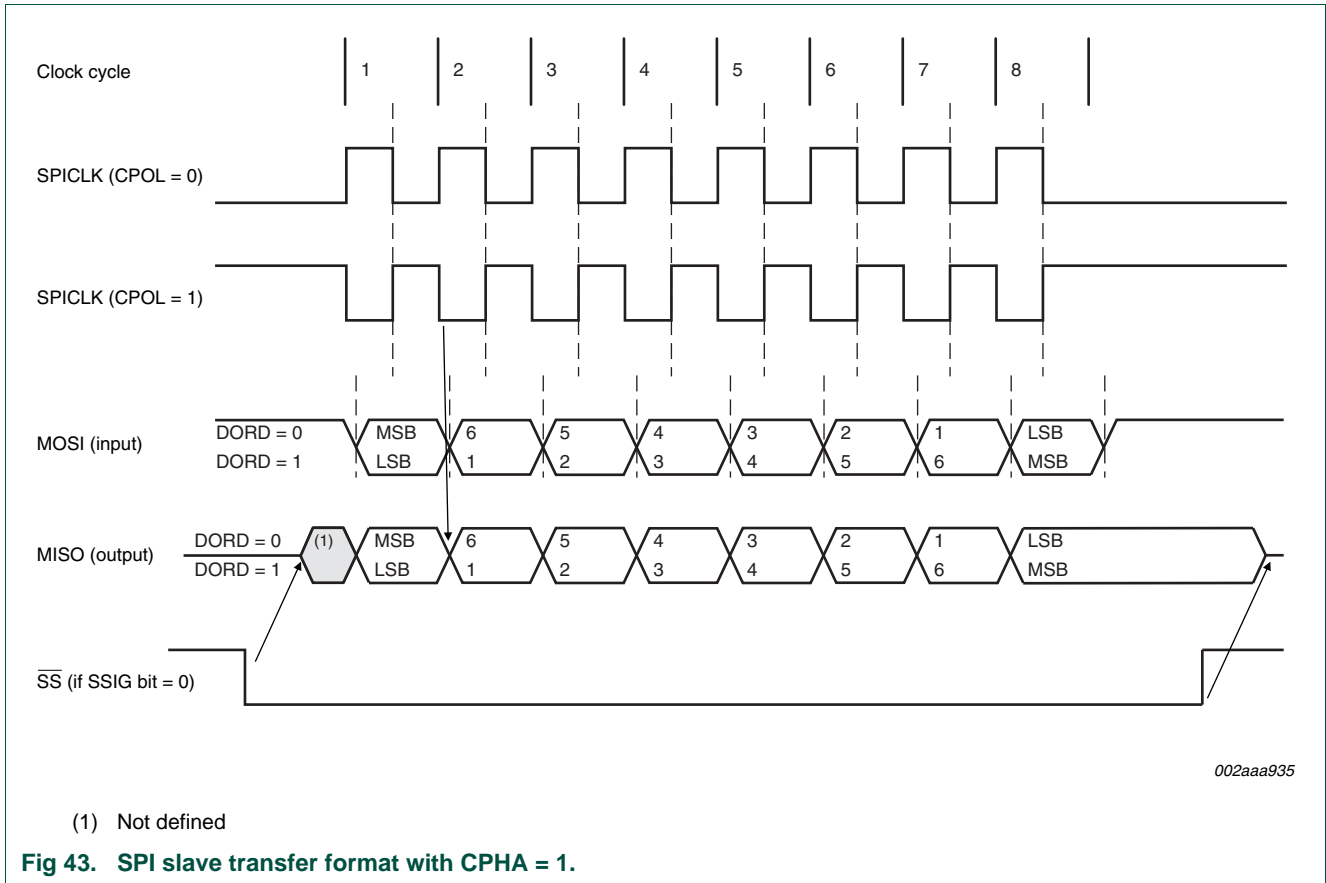 Clock cycle 1 2 3 4 5 6 7 8
SPICLK (CPOL = 0)
SPICLK (CPOL = 1)
MOSI (input)
DORD = 0 MSB 6 5 4 3 2 1 LSB
DORD = 1 LSB 1 2 3 4 5 6 MSB
MISO (output)
DORD = 0 (1) MSB 6 5 4 3 2 1 LSB
DORD = 1 LSB 1 2 3 4 5 6 MSB
SS (if SSIG bit = 0)
002aaa935
(1) Not defined
Fig 43. SPI slave transfer format with CPHA = 1.